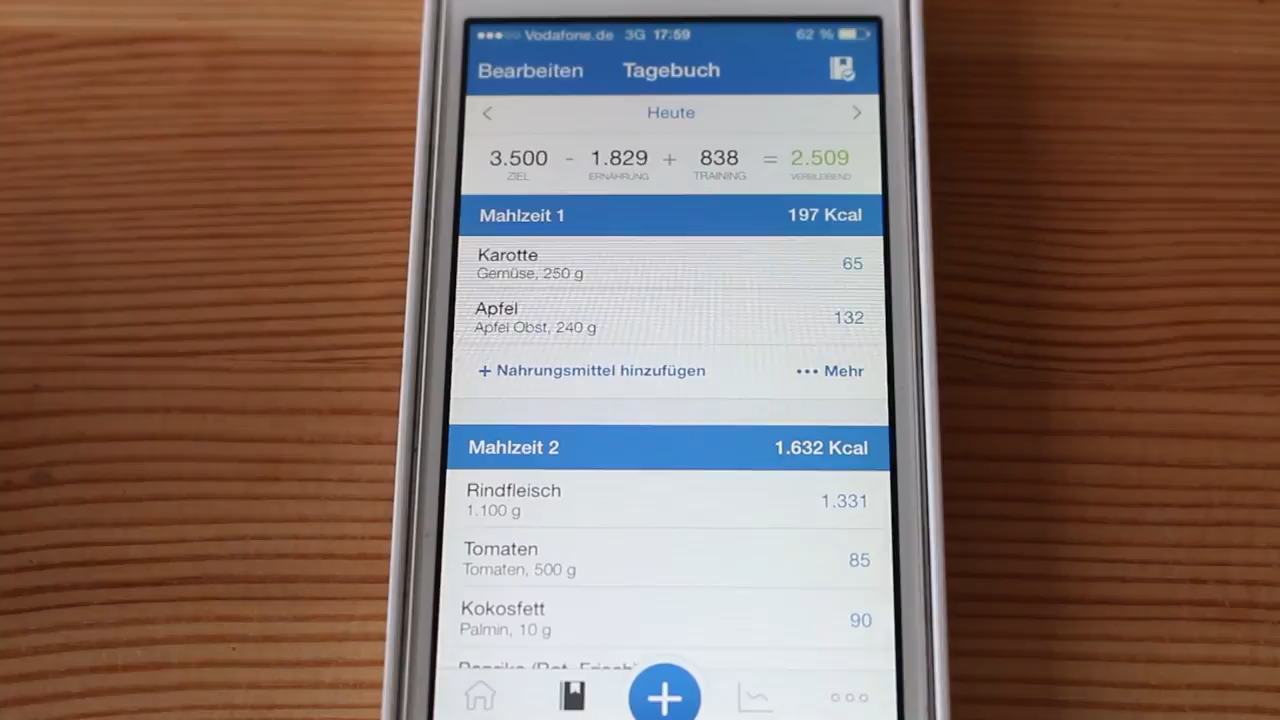 Vodafone.de 3G 17:59 62 %
Bearbeiten Tagebuch
Heute
3.500 - 1.829 + 838 = 2.509
ZIEL ERNÄHRUNG TRAINING VERBLEIBEND
Mahlzeit 1 197 Kcal
Karotte
Gemüse, 250 g 65
Apfel
Apfel Obst, 240 g 132
+ Nahrungsmittel hinzufügen ••• Mehr
Mahlzeit 2 1.632 Kcal
Rindfleisch
1.100 g 1.331
Tomaten
Tomaten, 500 g 85
Kokosfett
Palmin, 10 g 90